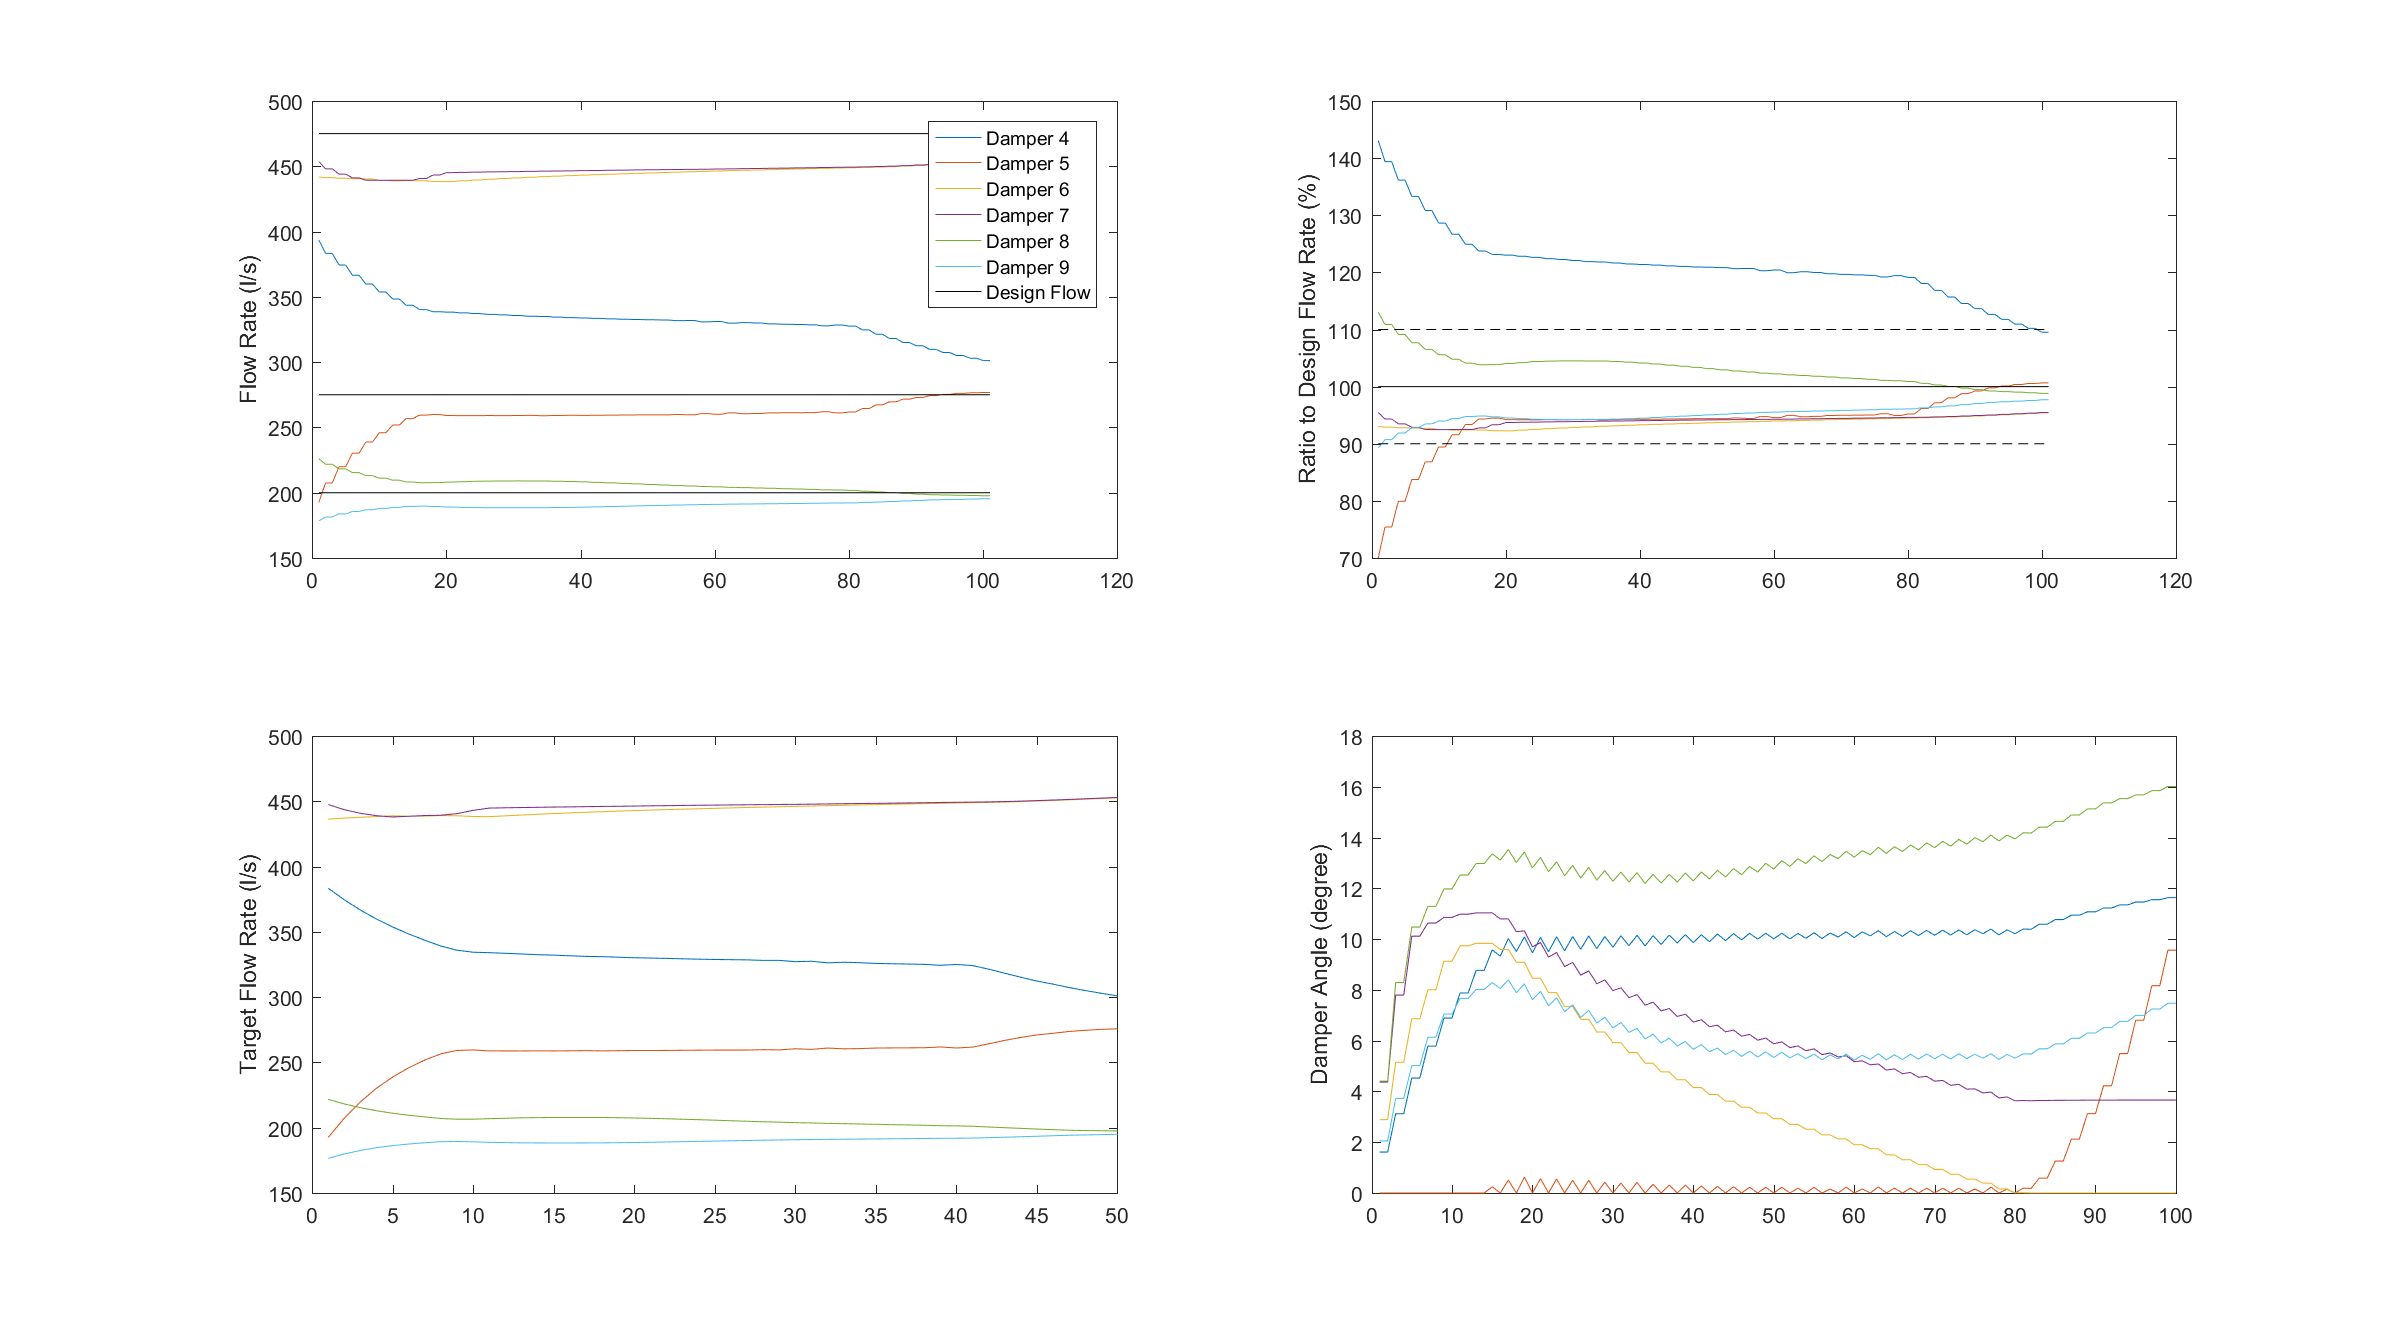 500
450
400
350
300
250
200
150
Flow Rate (l/s)
0 20 40 60 80 100 120
Damper 4
Damper 5
Damper 6
Damper 7
Damper 8
Damper 9
Design Flow
150
140
130
120
110
100
90
80
70
Ratio to Design Flow Rate (%)
0 20 40 60 80 100 120
500
450
400
350
300
250
200
150
Target Flow Rate (l/s)
0 5 10 15 20 25 30 35 40 45 50
18
16
14
12
10
8
6
4
2
0
Damper Angle (degree)
0 10 20 30 40 50 60 70 80 90 100